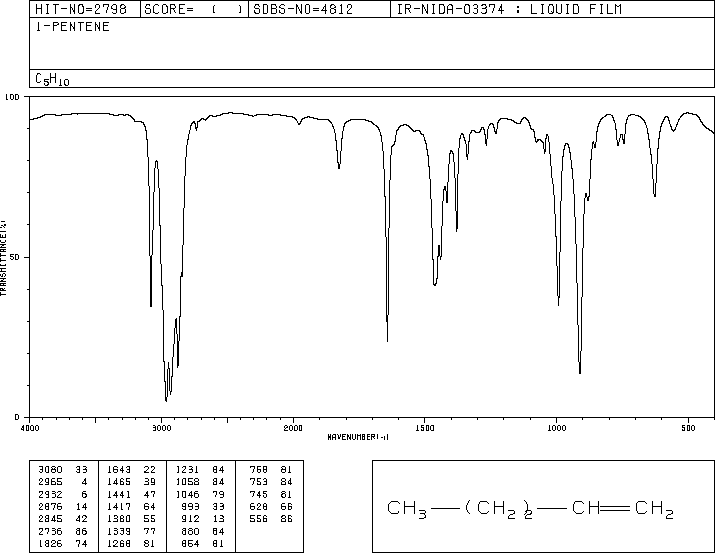 HIT-NO=2798 SCORE= ( ) SDBS-NO=4812 IR-NIDA-03374 : LIQUID FILM
1-PENTENE
C5H10
100
TRANSMITTANCE(%)
50
0
4000 3000 2000 1500 1000 500
WAVENUMBER(-1)
3080 33 1643 22 1231 84 768 81
2965 4 1465 39 1058 84 753 84
2932 6 1441 47 1046 79 745 81
2876 14 1417 64 993 33 628 66
2845 42 1380 55 912 13 556 86
2736 86 1339 77 880 64
1826 74 1268 81 854 81
CH3—(CH2)2—CH=CH2